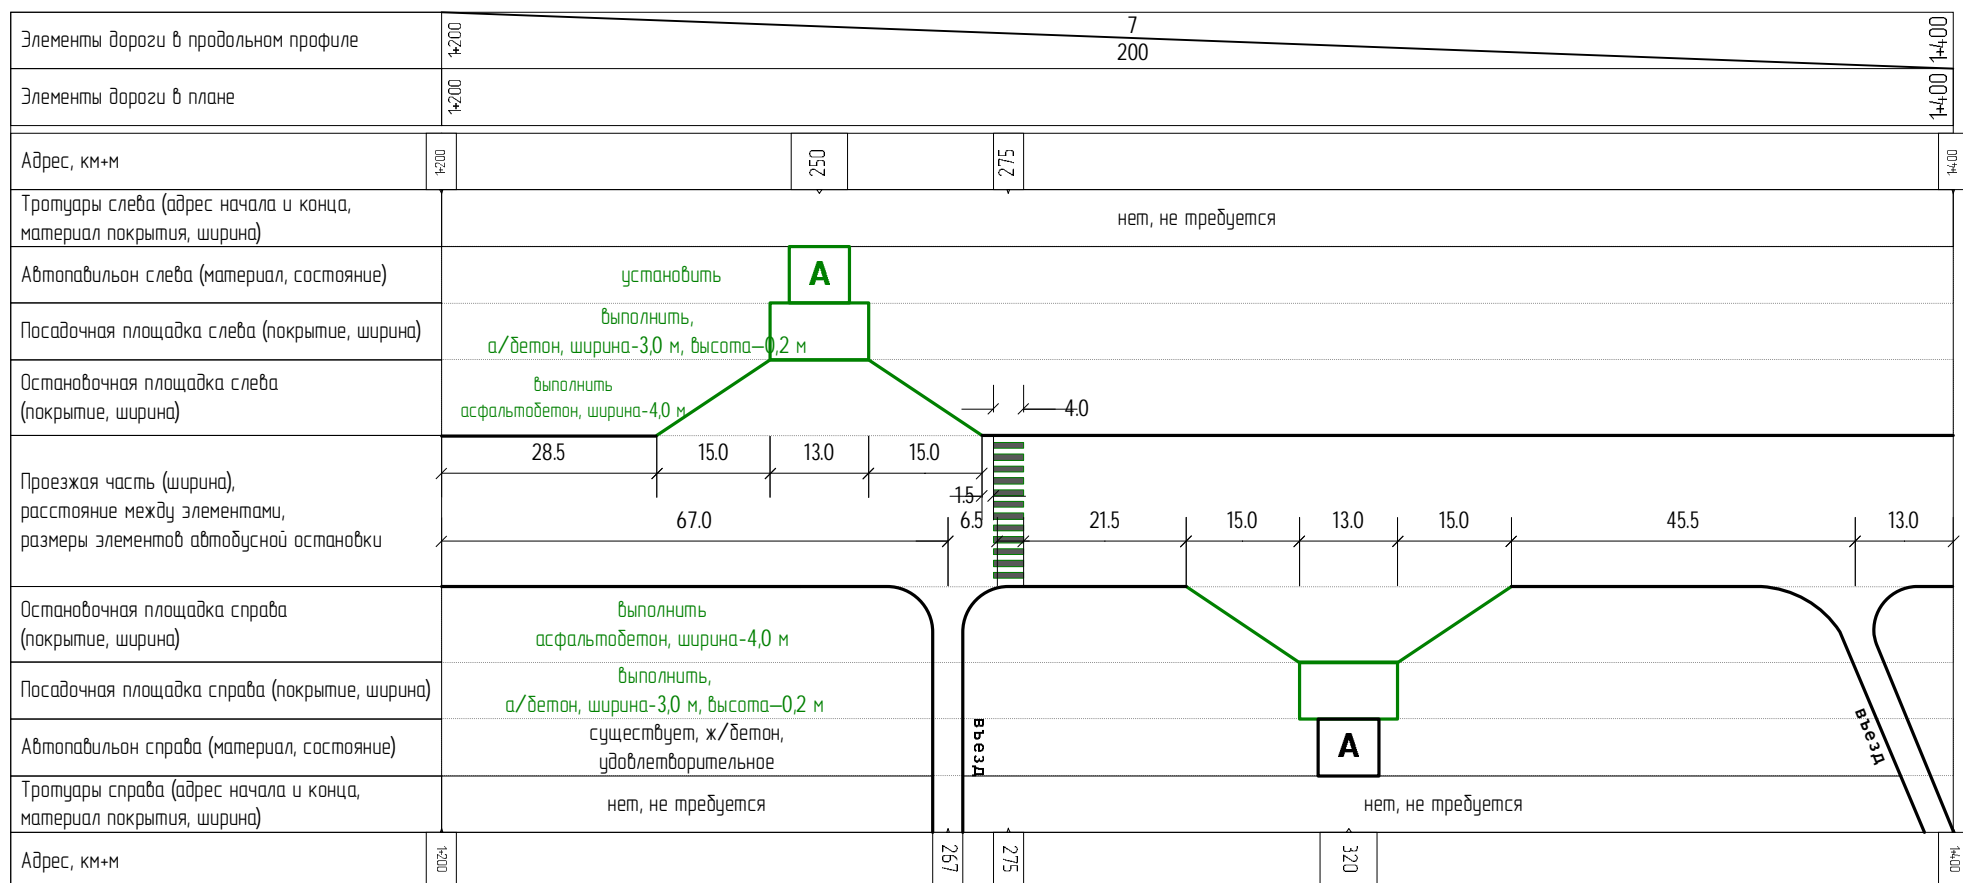 Элементы дороги в продольном профиле
1+200
7
200
1+400
Элементы дороги в плане
1+200
1+400
Адрес, км+м
1+200
250
275
1+400
Тротуары слева (адрес начала и конца,
материал покрытия, ширина)
нет, не требуется
Автопавильон слева (материал, состояние)
установить
А
Посадочная площадка слева (покрытие, ширина)
выполнить,
а/бетон, ширина-3,0 м, высота–0,2 м
Остановочная площадка слева
(покрытие, ширина)
выполнить
асфальтобетон, ширина-4,0 м
4.0
Проезжая часть (ширина),
расстояние между элементами,
размеры элементов автобусной остановки
28.5
15.0
13.0
15.0
1.5
67.0
6.5
21.5
15.0
13.0
15.0
45.5
13.0
Остановочная площадка справа
(покрытие, ширина)
выполнить
асфальтобетон, ширина-4,0 м
Посадочная площадка справа (покрытие, ширина)
выполнить,
а/бетон, ширина-3,0 м, высота–0,2 м
Автопавильон справа (материал, состояние)
существует, ж/бетон,
удовлетворительное
въезд
А
въезд
Тротуары справа (адрес начала и конца,
материал покрытия, ширина)
нет, не требуется
нет, не требуется
Адрес, км+м
1+200
267
275
320
1+400